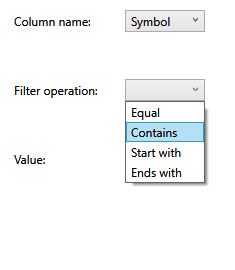 Column name: Symbol
Filter operation:
Equal
Contains
Start with
Value:
Ends with